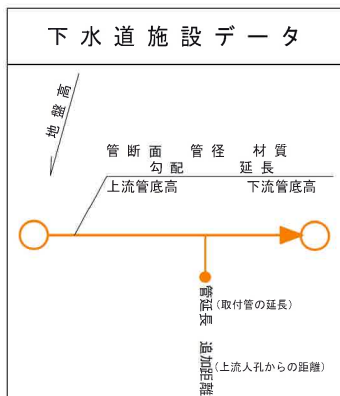 下水道施設データ
地盤高
管断面 管径 材質
勾配 延長
上流管底高 下流管底高
管延長 (取付管の延長)
追加距離 (上流人孔からの距離)